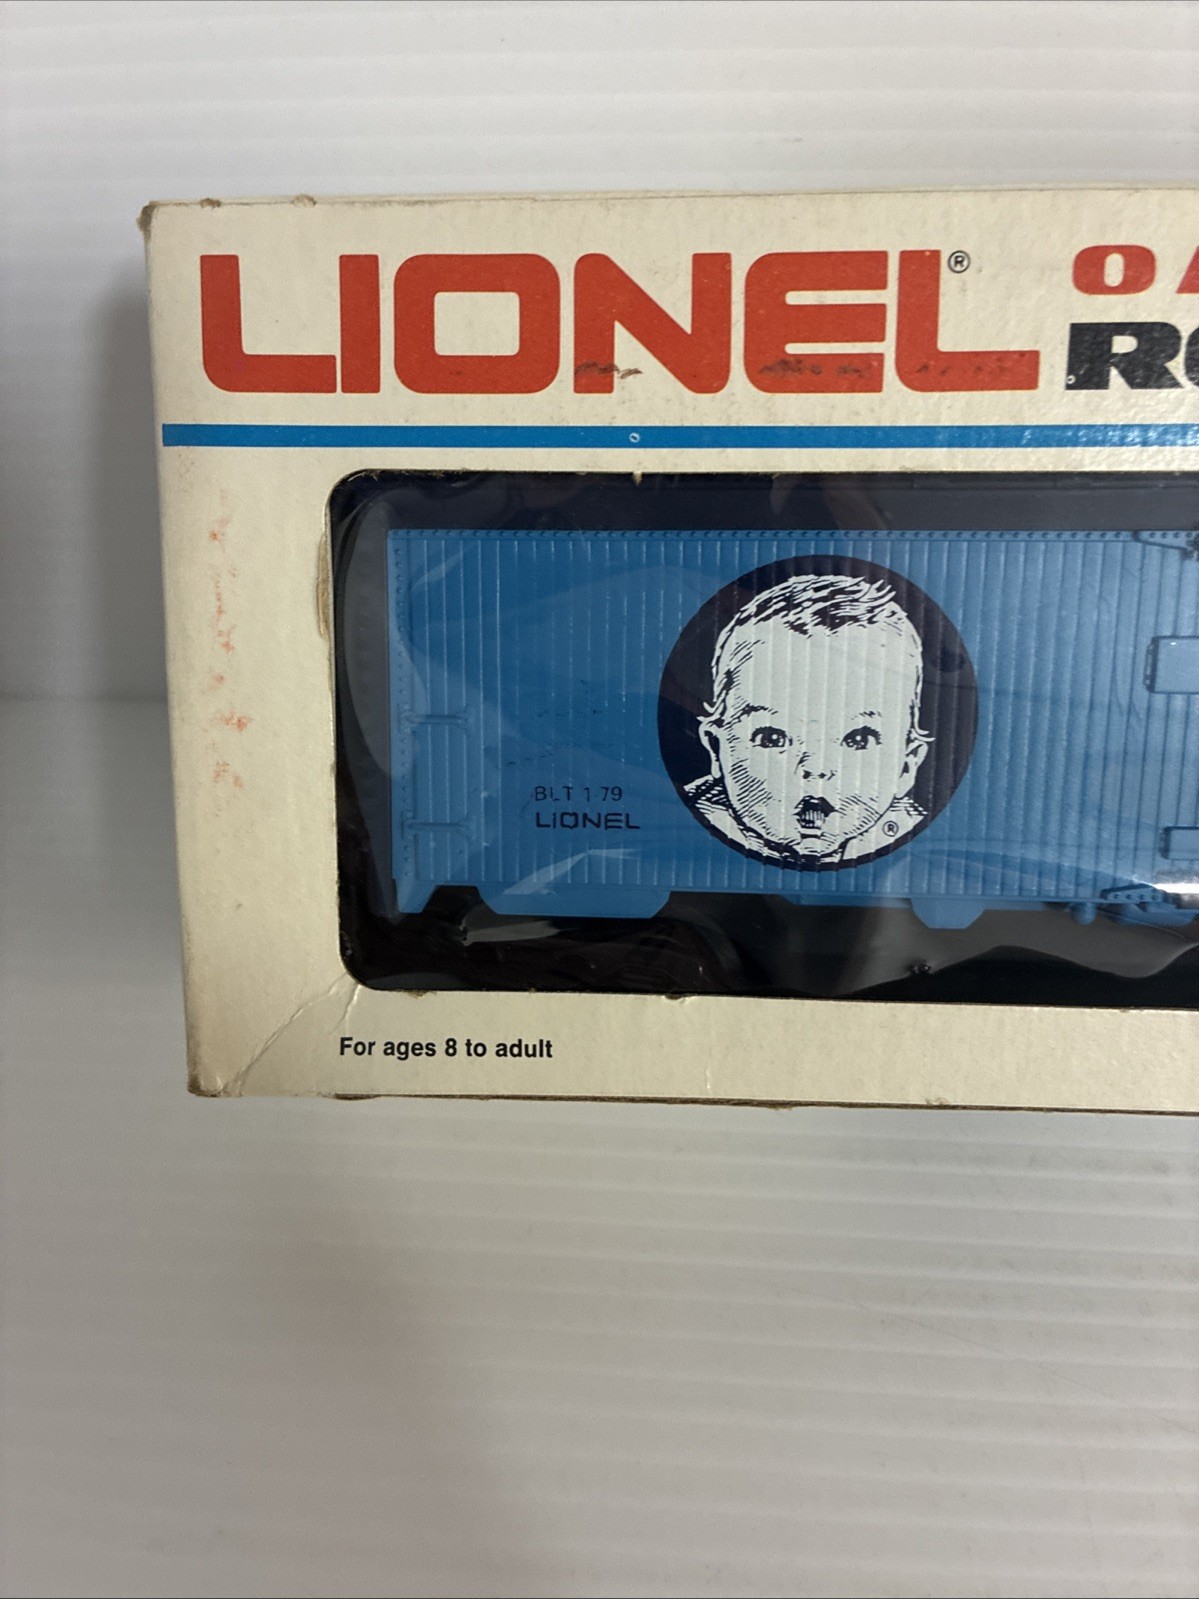 LIONEL®
O
BLT 1-79
LIONEL
®
For ages 8 to adult